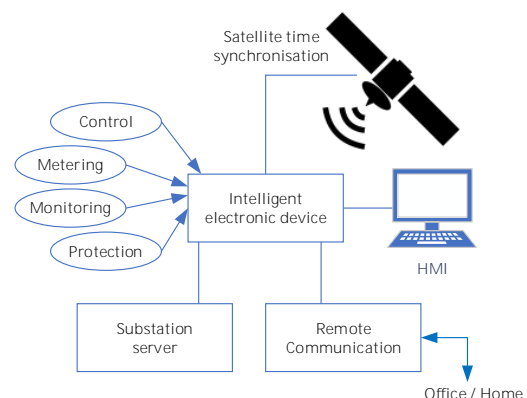 Satellite time
synchronisation
Control
Metering
Monitoring
Protection
Intelligent
electronic device
HMI
Substation
server
Remote
Communication
Office / Home